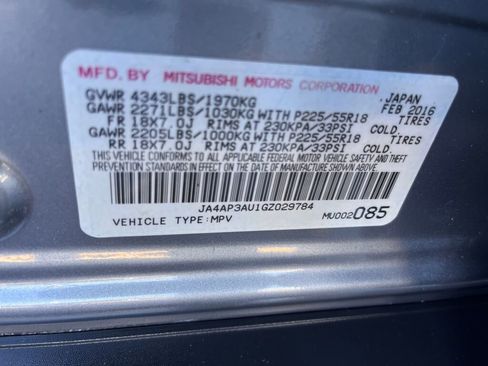 MFD. BY MITSUBISHI MOTORS CORPORATION, JAPAN
GVWR 4343LBS/1970KG FEB 2016
GAWR 2271LBS/1030KG WITH P225/55R18 TIRES
FR 18X7.0J RIMS AT 230KPA/33PSI COLD.
GAWR 2205LBS/1000KG WITH P225/55R18 TIRES
RR 18X7.0J RIMS AT 230KPA/33PSI COLD.
THIS VEHICLE CONFORMS TO ALL APPLICABLE FEDERAL MOTOR VEHICLE SAFETY AND THEFT
PREVENTION STANDARDS IN EFFECT ON THE DATE OF MANUFACTURE SHOWN ABOVE.
JA4AP3AU1GZ029784
VEHICLE TYPE:MPV MU002085